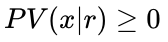 PV(x|r) ≥ 0